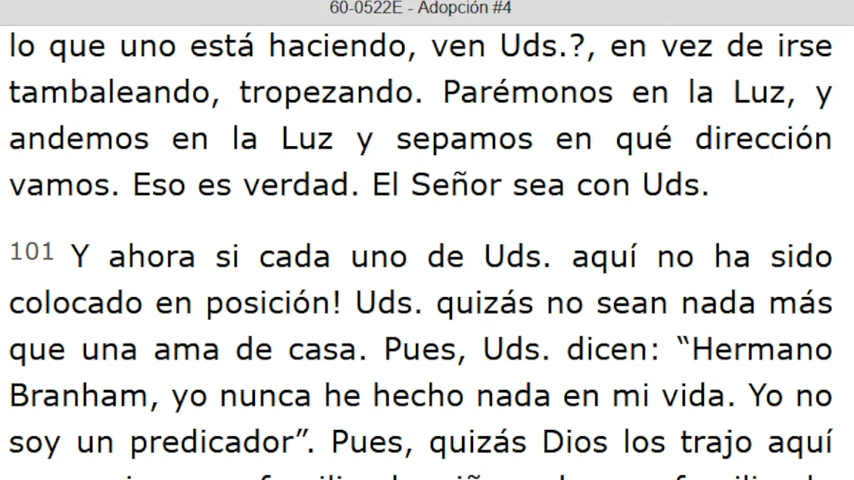 60-0522E - Adopción #4
lo que uno está haciendo, ven Uds.?, en vez de irse
tambaleando, tropezando. Parémonos en la Luz, y
andemos en la Luz y sepamos en qué dirección
vamos. Eso es verdad. El Señor sea con Uds.
101 Y ahora si cada uno de Uds. aquí no ha sido
colocado en posición! Uds. quizás no sean nada más
que una ama de casa. Pues, Uds. dicen: “Hermano
Branham, yo nunca he hecho nada en mi vida. Yo no
soy un predicador”. Pues, quizás Dios los trajo aquí